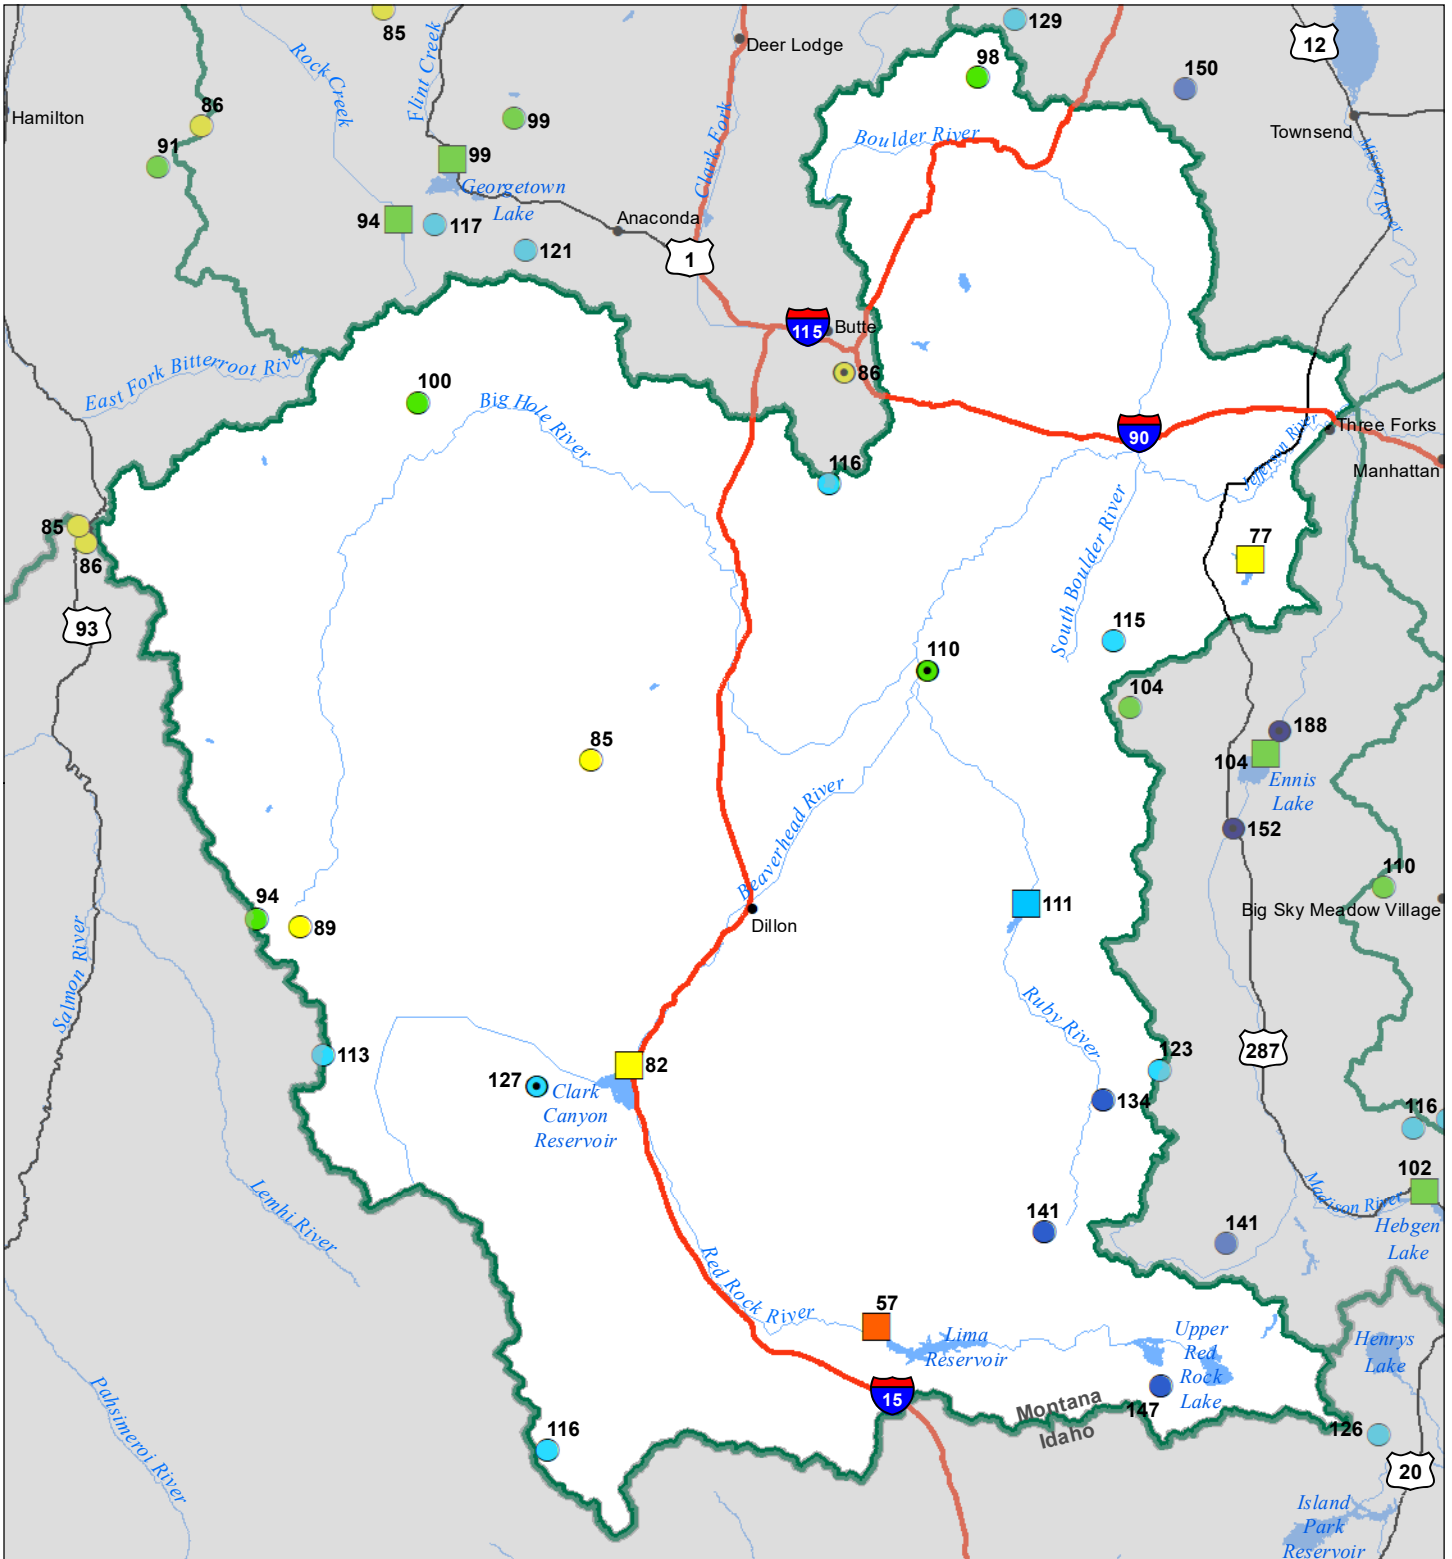 85
Deer Lodge
129
12
98
150
Rock Creek
Flint Creek
Hamilton
86
99
Clark Fork
Boulder River
Townsend
91
99
Missouri River
Georgetown
Lake
94
117
Anaconda
121
1
115
Butte
East Fork Bitterroot River
86
100
Big Hole River
90
Three Forks
Jefferson River
Manhattan
116
85
86
South Boulder River
77
93
115
110
104
188
85
104
Ennis
Lake
Beaverhead River
152
110
94
89
111
Big Sky Meadow Village
Dillon
Salmon River
Ruby River
287
113
123
82
127
Clark
Canyon
Reservoir
134
116
102
Madison River
Lemhi River
141
141
Hebgen
Lake
Red Rock River
57
Lima
Reservoir
Upper
Red
Rock
Lake
Henrys
Lake
15
Montana
Idaho
147
Pahsimeroi River
116
126
20
Island
Park
Reservoir